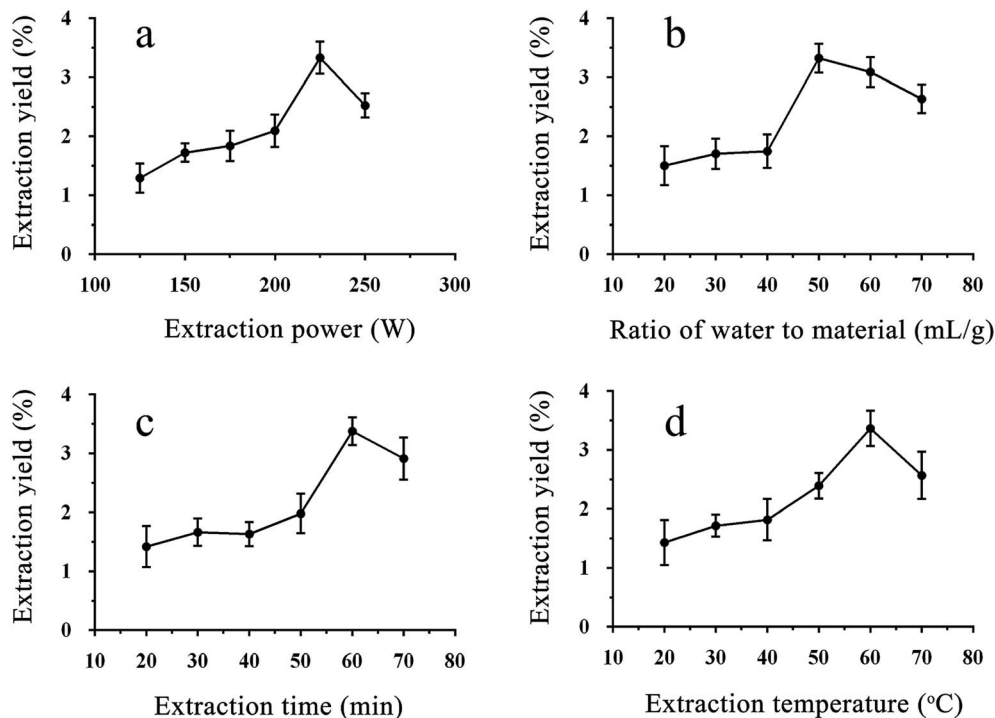 a
Extraction yield (%)
4
3
2
1
0
100 150 200 250 300
Extraction power (W)
b
Extraction yield (%)
4
3
2
1
0
10 20 30 40 50 60 70 80
Ratio of water to material (mL/g)
c
Extraction yield (%)
4
3
2
1
0
10 20 30 40 50 60 70 80
Extraction time (min)
d
Extraction yield (%)
4
3
2
1
0
10 20 30 40 50 60 70 80
Extraction temperature (°C)